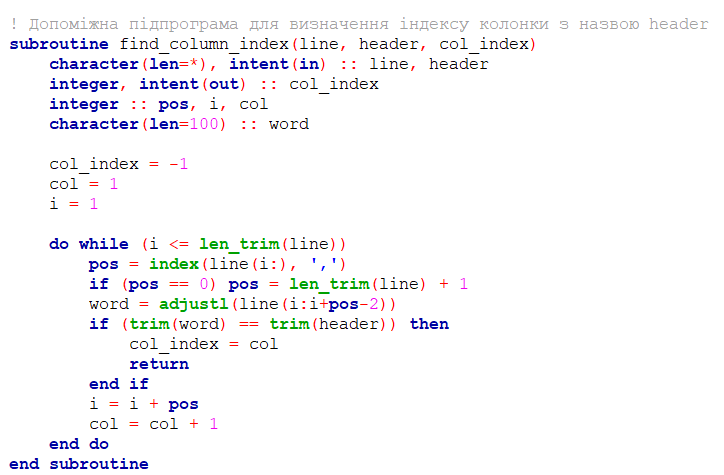 ! Допоміжна підпрограма для визначення індексу колонки з назвою header
subroutine find_column_index(line, header, col_index)
    character(len=*), intent(in) :: line, header
    integer, intent(out) :: col_index
    integer :: pos, i, col
    character(len=100) :: word

    col_index = -1
    col = 1
    i = 1

    do while (i <= len_trim(line))
        pos = index(line(i:), ',')
        if (pos == 0) pos = len_trim(line) + 1
        word = adjustl(line(i:i+pos-2))
        if (trim(word) == trim(header)) then
            col_index = col
            return
        end if
        i = i + pos
        col = col + 1
    end do
end subroutine